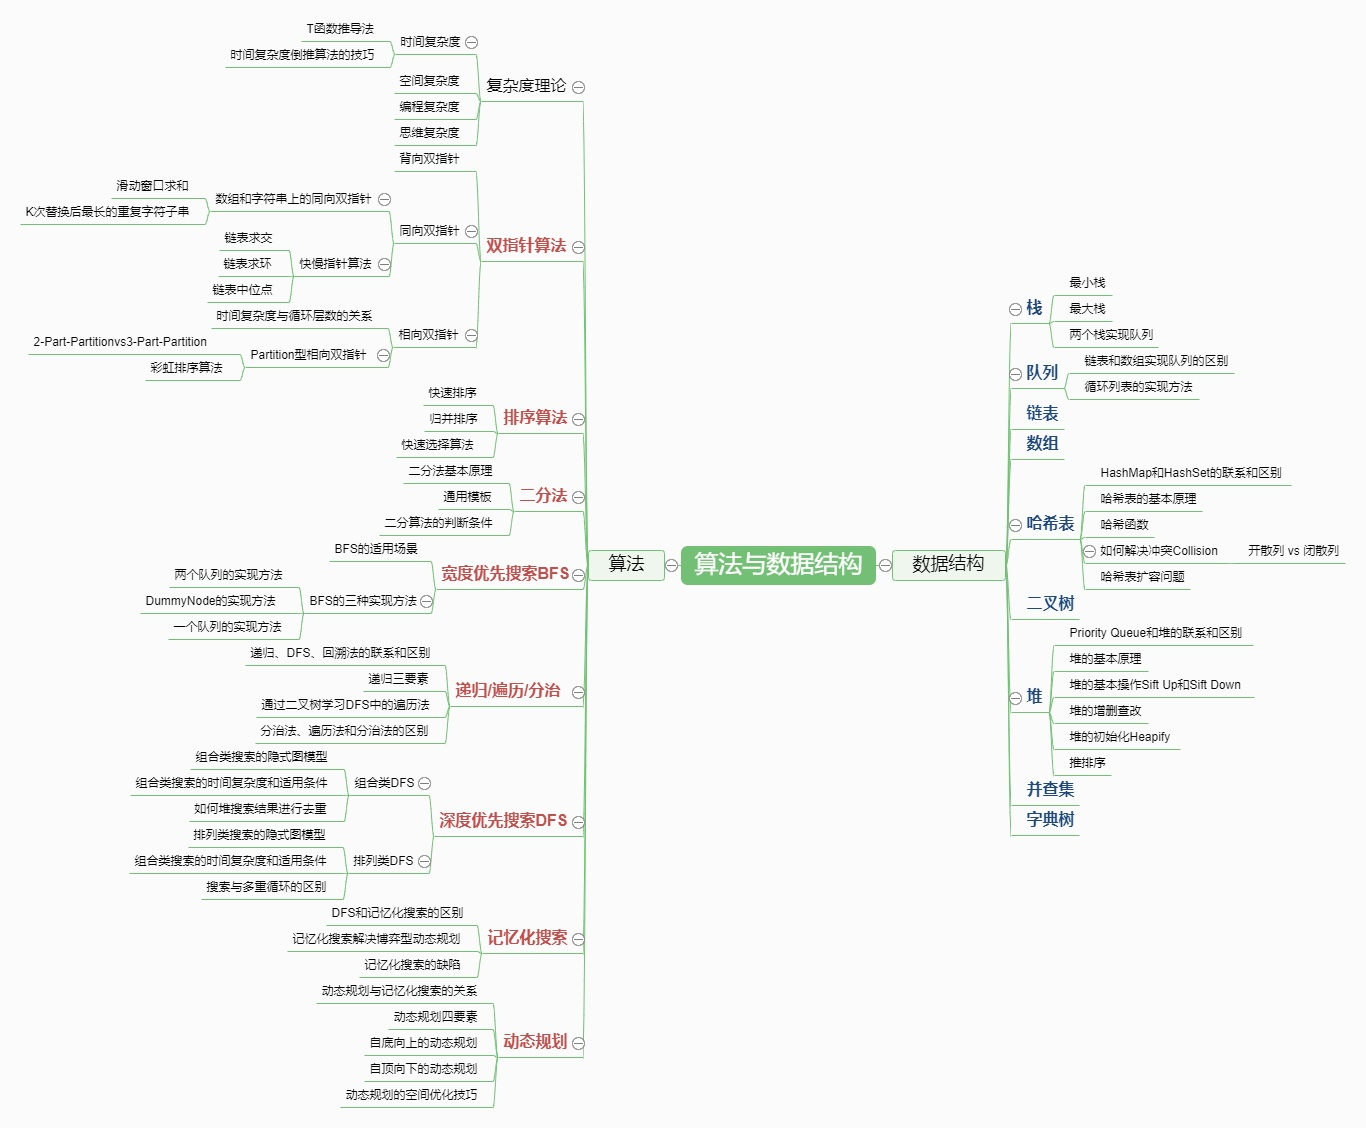 算法与数据结构
算法
复杂度理论
时间复杂度
T函数推导法
时间复杂度倒推算法的技巧
空间复杂度
编程复杂度
思维复杂度
双指针算法
背向双指针
同向双指针
数组和字符串上的同向双指针
滑动窗口求和
K次替换后最长的重复字符子串
快慢指针算法
链表求交
链表求环
链表中位点
相向双指针
时间复杂度与循环层数的关系
Partition型相向双指针
2-Part-Partitionvs3-Part-Partition
彩虹排序算法
排序算法
快速排序
归并排序
快速选择算法
二分法
二分法基本原理
通用模板
二分算法的判断条件
宽度优先搜索BFS
BFS的适用场景
BFS的三种实现方法
两个队列的实现方法
DummyNode的实现方法
一个队列的实现方法
递归/遍历/分治
递归、DFS、回溯法的联系和区别
递归三要素
通过二叉树学习DFS中的遍历法
分治法、遍历法和分治法的区别
深度优先搜索DFS
组合类DFS
组合类搜索的隐式图模型
组合类搜索的时间复杂度和适用条件
如何堆搜索结果进行去重
排列类DFS
排列类搜索的隐式图模型
组合类搜索的时间复杂度和适用条件
搜索与多重循环的区别
记忆化搜索
DFS和记忆化搜索的区别
记忆化搜索解决博弈型动态规划
记忆化搜索的缺陷
动态规划
动态规划与记忆化搜索的关系
动态规划四要素
自底向上的动态规划
自顶向下的动态规划
动态规划的空间优化技巧
数据结构
栈
最小栈
最大栈
两个栈实现队列
队列
链表和数组实现队列的区别
循环列表的实现方法
链表
数组
哈希表
HashMap和HashSet的联系和区别
哈希表的基本原理
哈希函数
如何解决冲突Collision
开散列 vs 闭散列
哈希表扩容问题
二叉树
堆
Priority Queue和堆的联系和区别
堆的基本原理
堆的基本操作Sift Up和Sift Down
堆的增删查改
堆的初始化Heapify
推排序
并查集
字典树